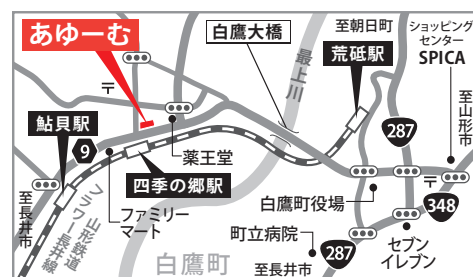 あゆーむ
白鷹大橋
至朝日町
ショッピング
センター
SPICA
荒砥駅
最上川
〒
至山形市
287
鮎貝駅
9
薬王堂
四季の郷駅
ファミリー
マート
山形鉄道
フラワー長井線
至長井市
白鷹町役場
〒
348
町立病院
セブン
イレブン
287
至長井市
白鷹町